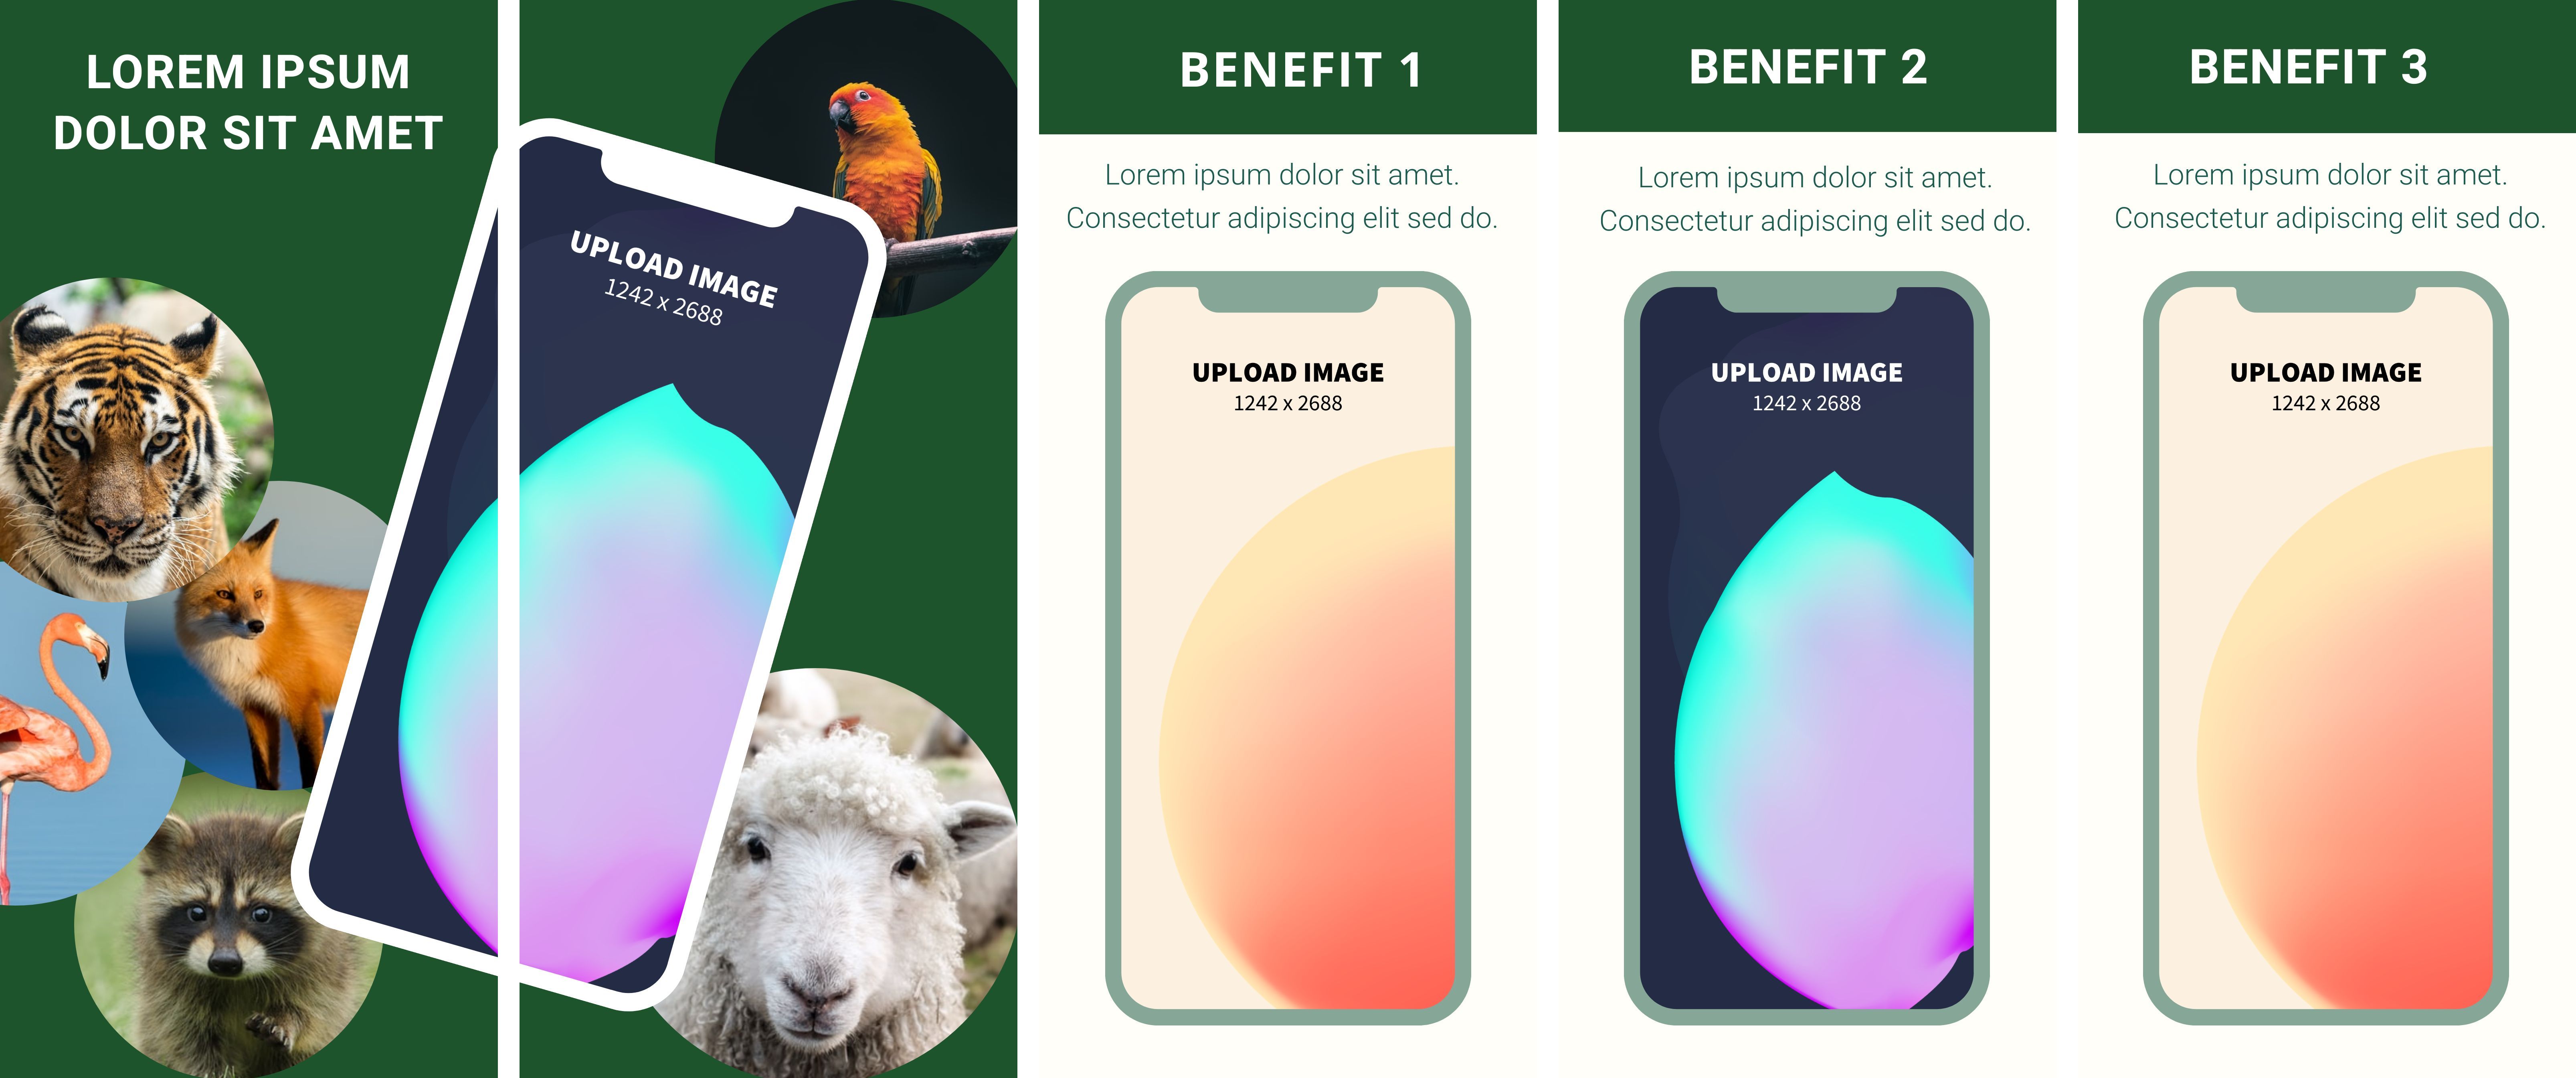 LOREM IPSUM
DOLOR SIT AMET
UPLOAD IMAGE
1242 x 2688
BENEFIT 1
Lorem ipsum dolor sit amet.
Consectetur adipiscing elit sed do.
UPLOAD IMAGE
1242 x 2688
BENEFIT 2
Lorem ipsum dolor sit amet.
Consectetur adipiscing elit sed do.
UPLOAD IMAGE
1242 x 2688
BENEFIT 3
Lorem ipsum dolor sit amet.
Consectetur adipiscing elit sed do.
UPLOAD IMAGE
1242 x 2688